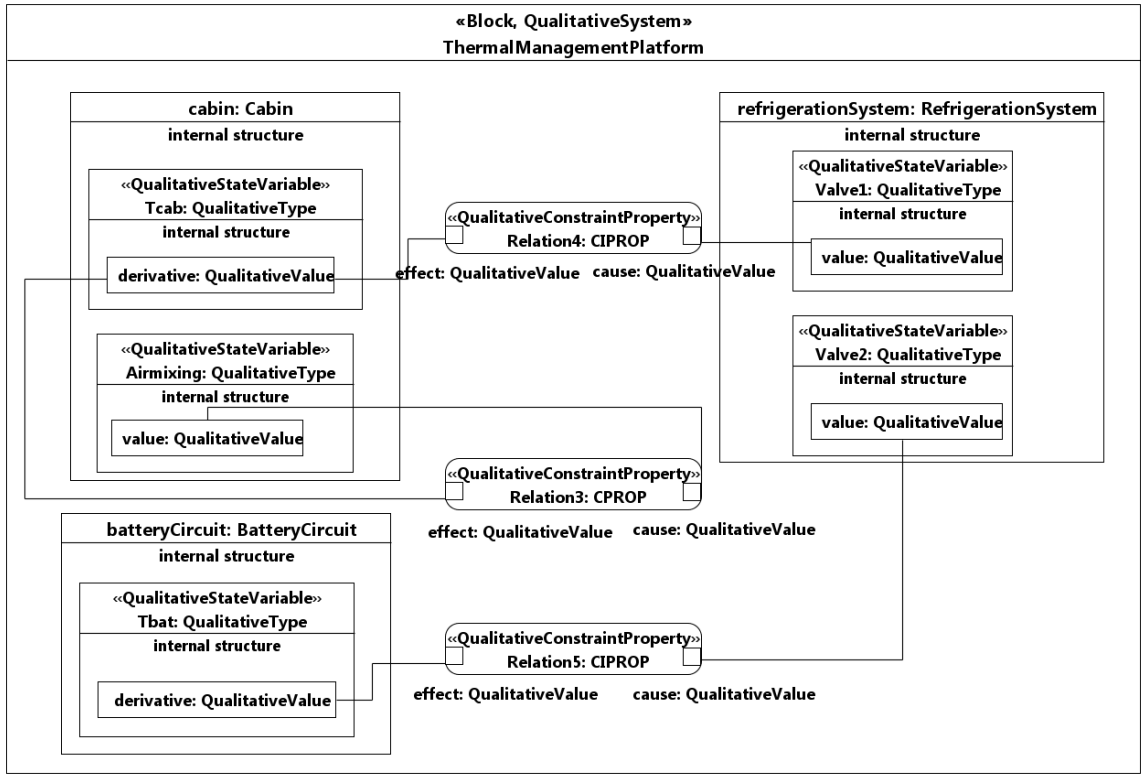 «Block, QualitativeSystem»
ThermalManagementPlatform
cabin: Cabin
internal structure
«QualitativeStateVariable»
Tcab: QualitativeType
internal structure
derivative: QualitativeValue
«QualitativeStateVariable»
Airmixing: QualitativeType
internal structure
value: QualitativeValue
«QualitativeConstraintProperty»
Relation4: CIPROP
effect: QualitativeValue
cause: QualitativeValue
refrigerationSystem: RefrigerationSystem
internal structure
«QualitativeStateVariable»
Valve1: QualitativeType
internal structure
value: QualitativeValue
«QualitativeStateVariable»
Valve2: QualitativeType
internal structure
value: QualitativeValue
«QualitativeConstraintProperty»
Relation3: CPROP
effect: QualitativeValue
cause: QualitativeValue
batteryCircuit: BatteryCircuit
internal structure
«QualitativeStateVariable»
Tbat: QualitativeType
internal structure
derivative: QualitativeValue
«QualitativeConstraintProperty»
Relation5: CIPROP
effect: QualitativeValue
cause: QualitativeValue